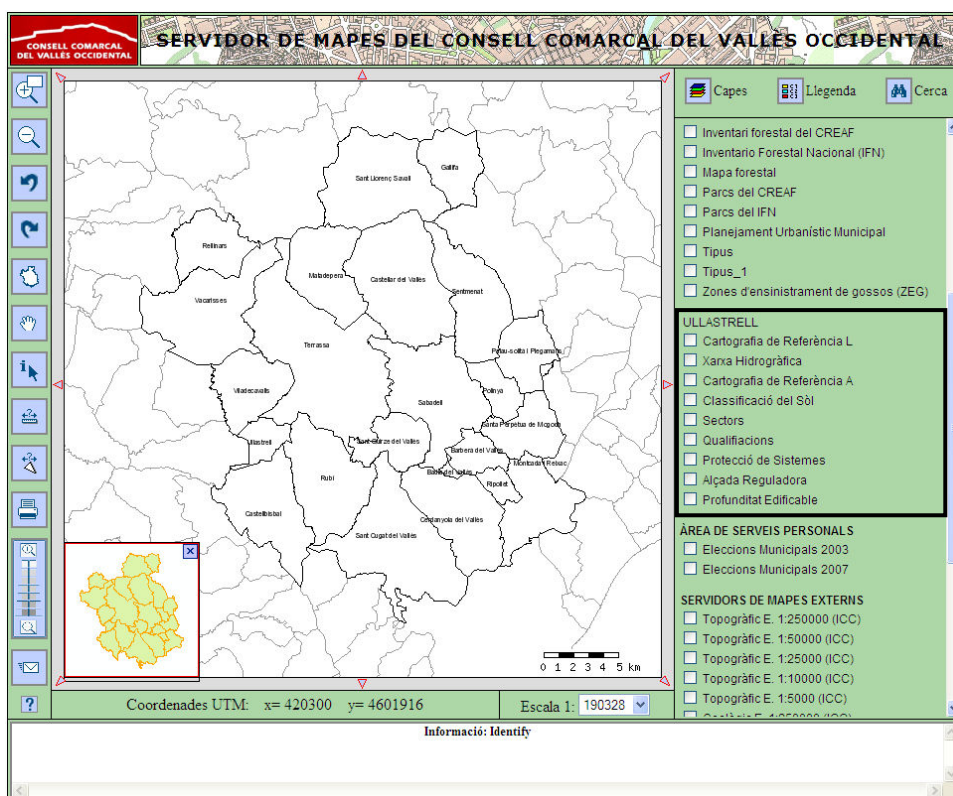 CONSELL COMARCAL
DEL VALLÈS OCCIDENTAL
SERVIDOR DE MAPES DEL CONSELL COMARCAL DEL VALLÈS OCCIDENTAL
Capes
Llegenda
Cerca
Inventari forestal del CREAF
Inventario Forestal Nacional (IFN)
Mapa forestal
Parcs del CREAF
Parcs del IFN
Planejament Urbanístic Municipal
Tipus
Tipus_1
Zones d'ensinistrament de gossos (ZEG)
ULLASTRELL
Cartografia de Referència L
Xarxa Hidrogràfica
Cartografia de Referència A
Classificació del Sòl
Sectors
Qualifiacions
Protecció de Sistemes
Alçada Reguladora
Profunditat Edificable
ÀREA DE SERVEIS PERSONALS
Eleccions Municipals 2003
Eleccions Municipals 2007
SERVIDORS DE MAPES EXTERNS
Topogràfic E. 1:250000 (ICC)
Topogràfic E. 1:50000 (ICC)
Topogràfic E. 1:25000 (ICC)
Topogràfic E. 1:10000 (ICC)
Topogràfic E. 1:5000 (ICC)
Gallifa
Sant Llorenç Savall
Rellinars
Matadepera
Castellar del Vallès
Sentmenat
Vacarisses
Terrassa
Palau-solità i Plegamans
Viladecavalls
Polinyà
Sabadell
Santa Perpètua de Mogoda
Ullastrell
Sant Quirze del Vallès
Barberà del Vallès
Montcada i Reixac
Badia del Vallès
Rubí
Ripollet
Castellbisbal
Cerdanyola del Vallès
Sant Cugat del Vallès
0 1 2 3 4 5 km
Coordenades UTM: x= 420300 y= 4601916
Escala 1: 190328
Informació: Identify